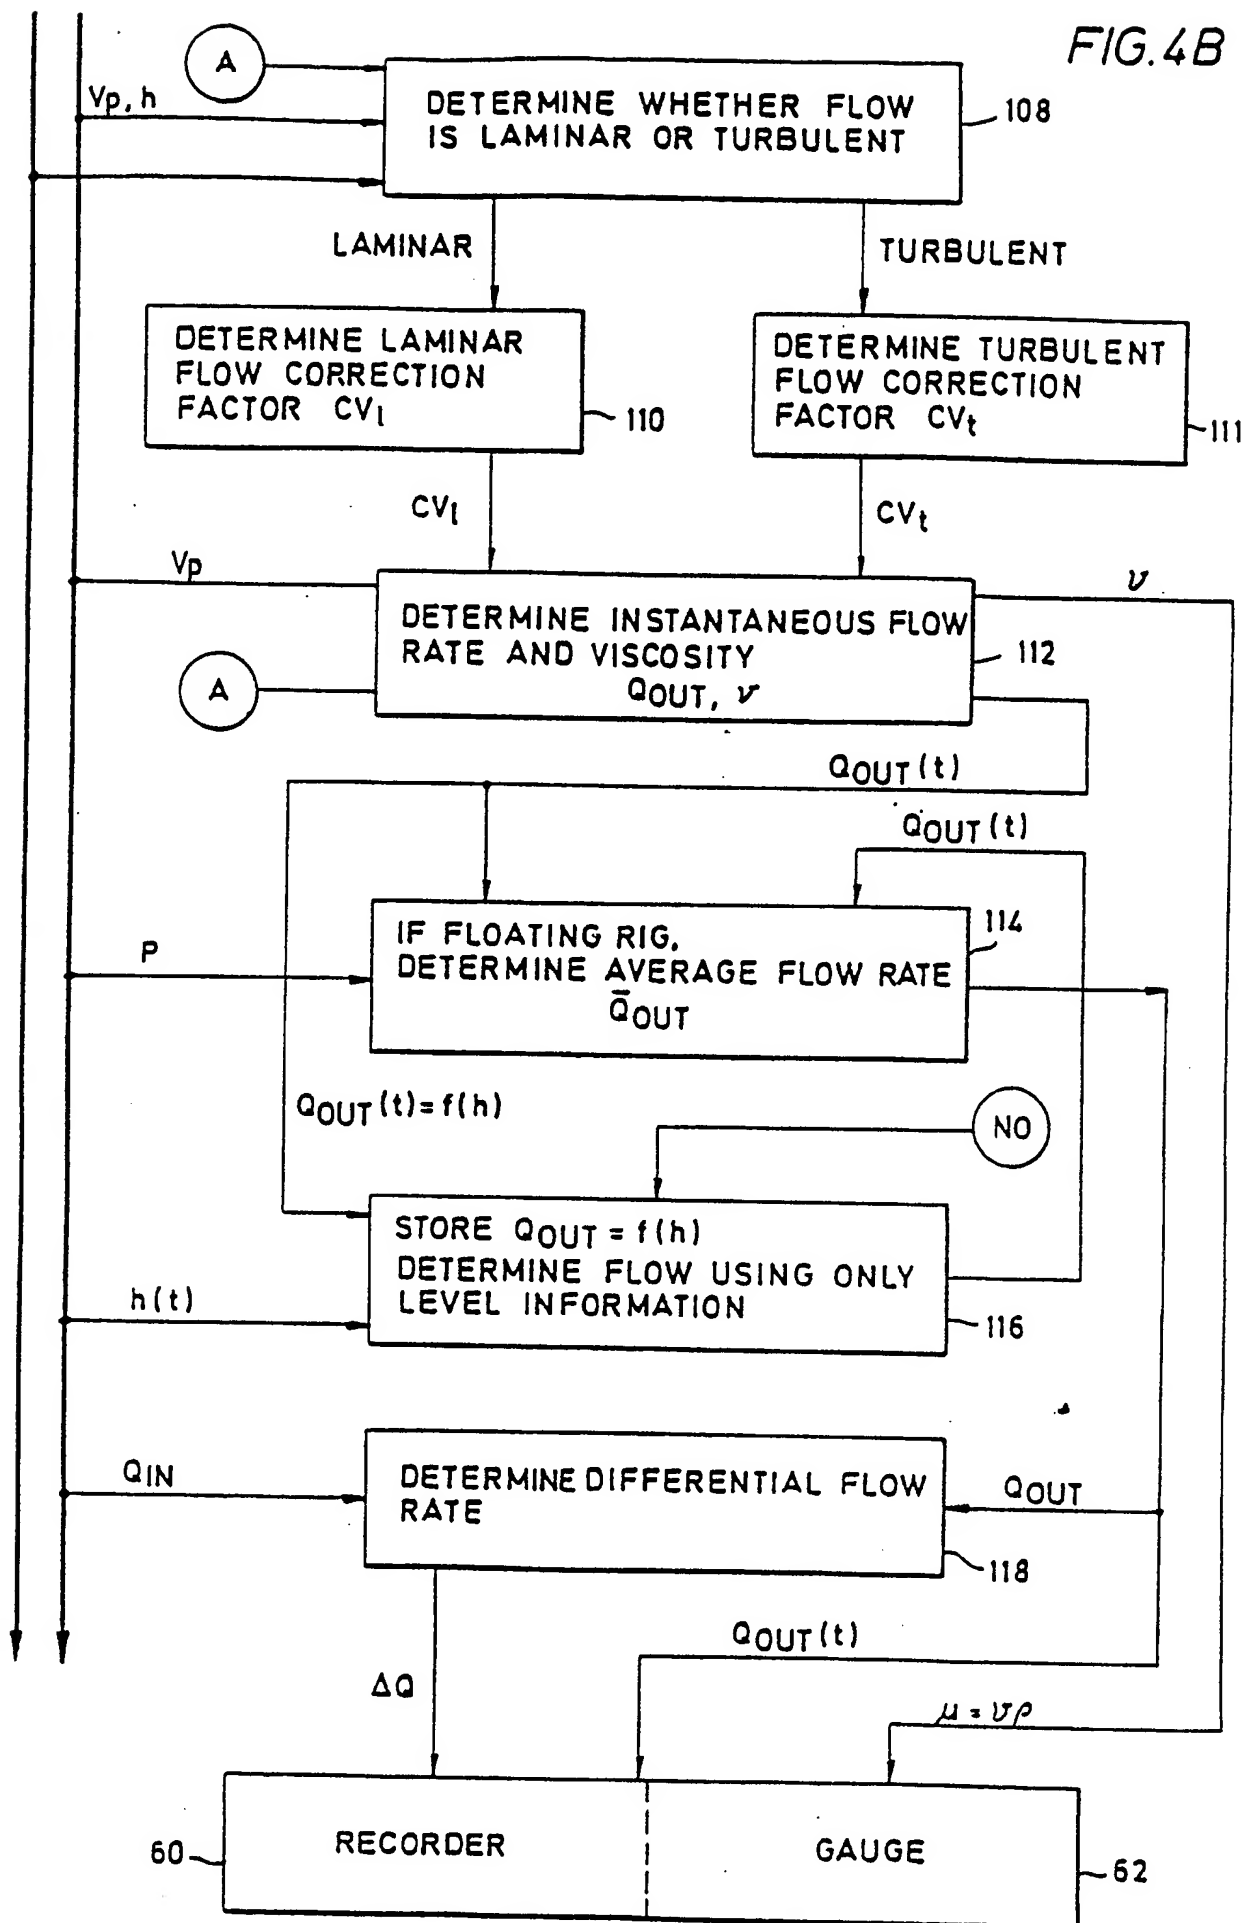 FIG.4B
A
Vp, h
DETERMINE WHETHER FLOW
IS LAMINAR OR TURBULENT
108
LAMINAR
TURBULENT
DETERMINE LAMINAR
FLOW CORRECTION
FACTOR CVl
110
DETERMINE TURBULENT
FLOW CORRECTION
FACTOR CVt
111
CVl
CVt
Vp
ν
DETERMINE INSTANTANEOUS FLOW
RATE AND VISCOSITY
QOUT, ν
112
A
QOUT(t)
QOUT(t)
P
IF FLOATING RIG.
DETERMINE AVERAGE FLOW RATE
Q̄OUT
114
QOUT(t)=f(h)
NO
STORE QOUT = f(h)
DETERMINE FLOW USING ONLY
LEVEL INFORMATION
116
h(t)
QIN
DETERMINE DIFFERENTIAL FLOW
RATE
QOUT
118
QOUT(t)
ΔQ
μ = νρ
60
RECORDER
GAUGE
62